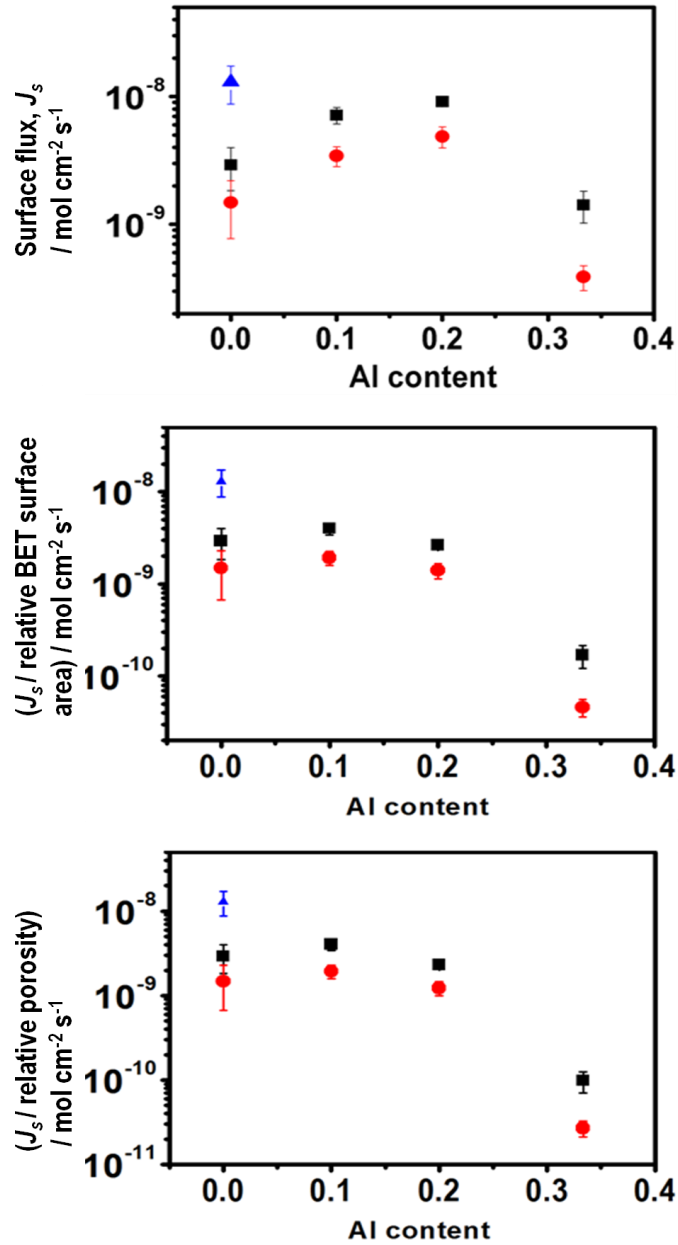 Surface flux, Js
/ mol cm-2 s-1
10-8
10-9
0.0 0.1 0.2 0.3 0.4
Al content
(Js / relative BET surface
area) / mol cm-2 s-1
10-8
10-9
10-10
0.0 0.1 0.2 0.3 0.4
Al content
(Js / relative porosity)
/ mol cm-2 s-1
10-8
10-9
10-10
10-11
0.0 0.1 0.2 0.3 0.4
Al content